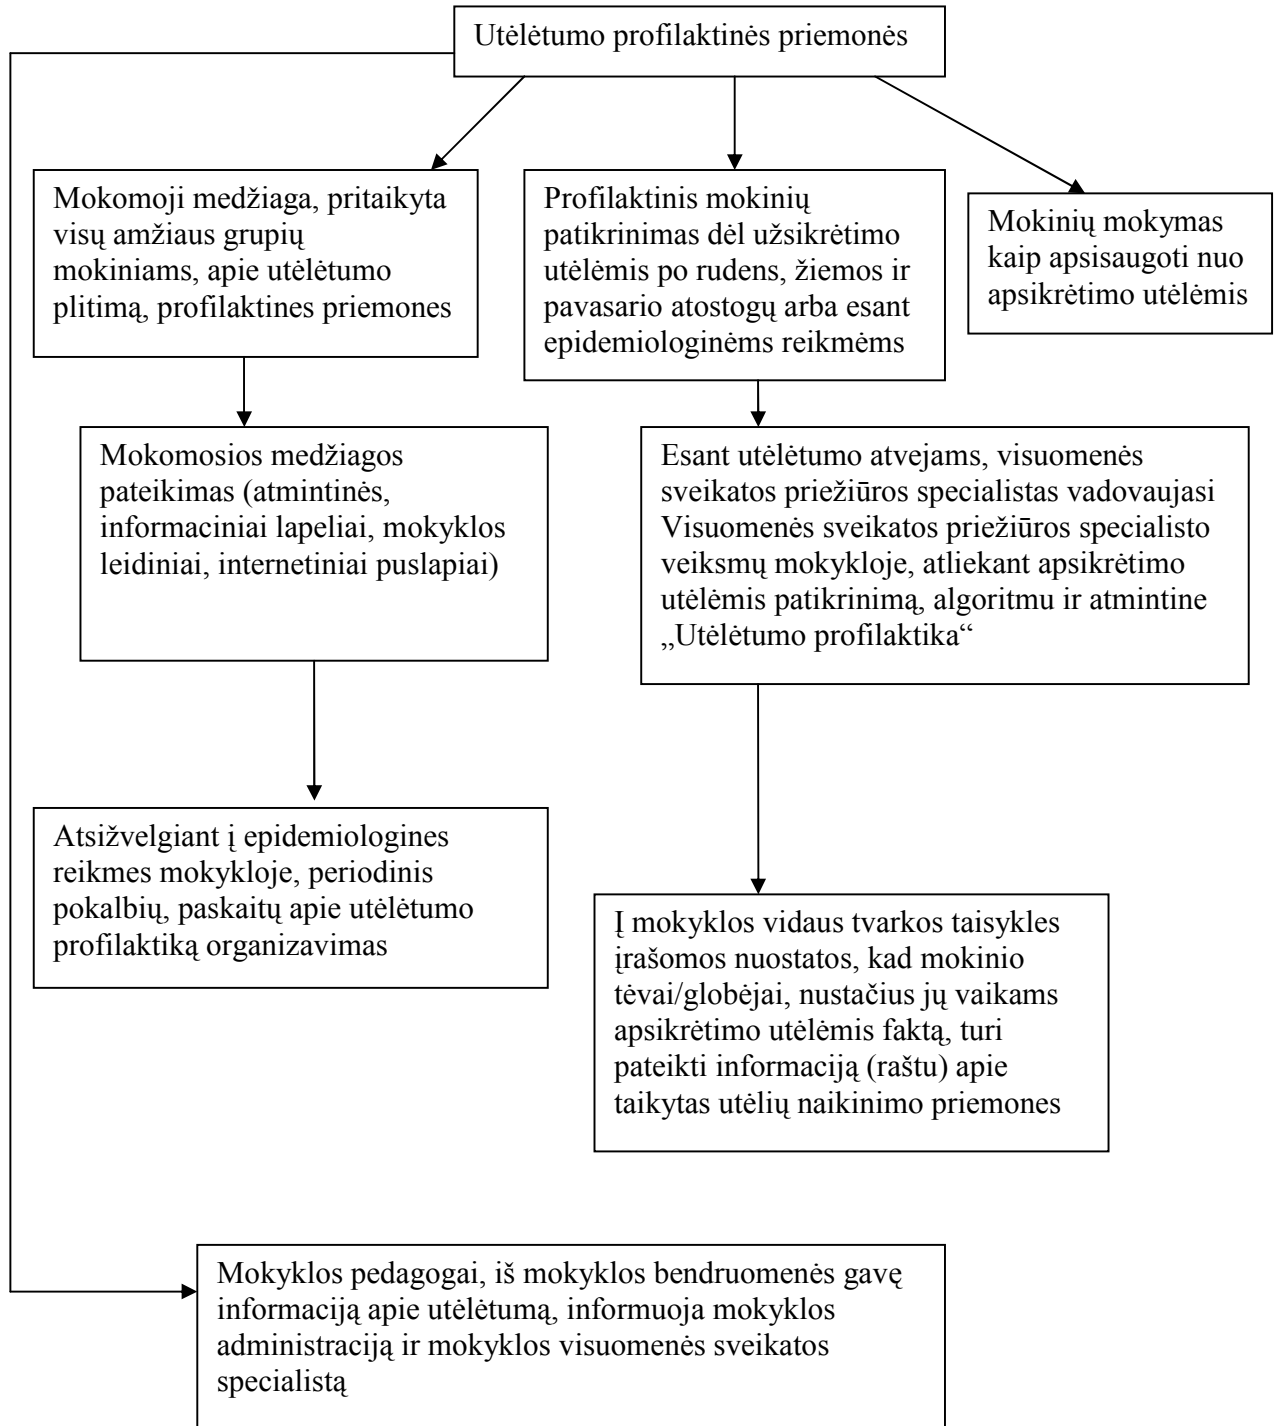 Utėlėtumo profilaktinės priemonės
Mokomoji medžiaga, pritaikyta
visų amžiaus grupių
mokiniams, apie utėlėtumo
plitimą, profilaktines priemones
Profilaktinis mokinių
patikrinimas dėl užsikrėtimo
utėlėmis po rudens, žiemos ir
pavasario atostogų arba esant
epidemiologinėms reikmėms
Mokinių mokymas
kaip apsisaugoti nuo
apsikrėtimo utėlėmis
Mokomosios medžiagos
pateikimas (atmintinės,
informaciniai lapeliai, mokyklos
leidiniai, internetiniai puslapiai)
Esant utėlėtumo atvejams, visuomenės
sveikatos priežiūros specialistas vadovaujasi
Visuomenės sveikatos priežiūros specialisto
veiksmų mokykloje, atliekant apsikrėtimo
utėlėmis patikrinimą, algoritmu ir atmintine
„Utėlėtumo profilaktika“
Atsižvelgiant į epidemiologines
reikmes mokykloje, periodinis
pokalbių, paskaitų apie utėlėtumo
profilaktiką organizavimas
Į mokyklos vidaus tvarkos taisykles
įrašomos nuostatos, kad mokinio
tėvai/globėjai, nustačius jų vaikams
apsikrėtimo utėlėmis faktą, turi
pateikti informaciją (raštu) apie
taikytas utėlių naikinimo priemones
Mokyklos pedagogai, iš mokyklos bendruomenės gavę
informaciją apie utėlėtumą, informuoja mokyklos
administraciją ir mokyklos visuomenės sveikatos
specialistą